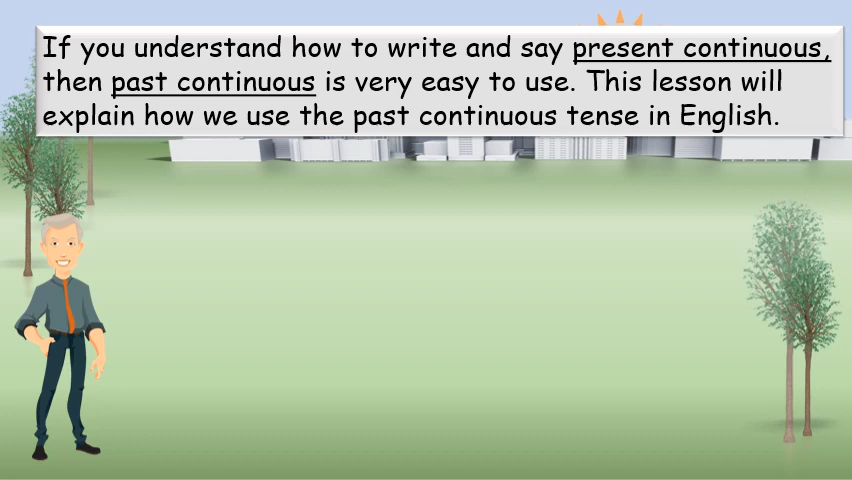 If you understand how to write and say present continuous,
then past continuous is very easy to use. This lesson will
explain how we use the past continuous tense in English.